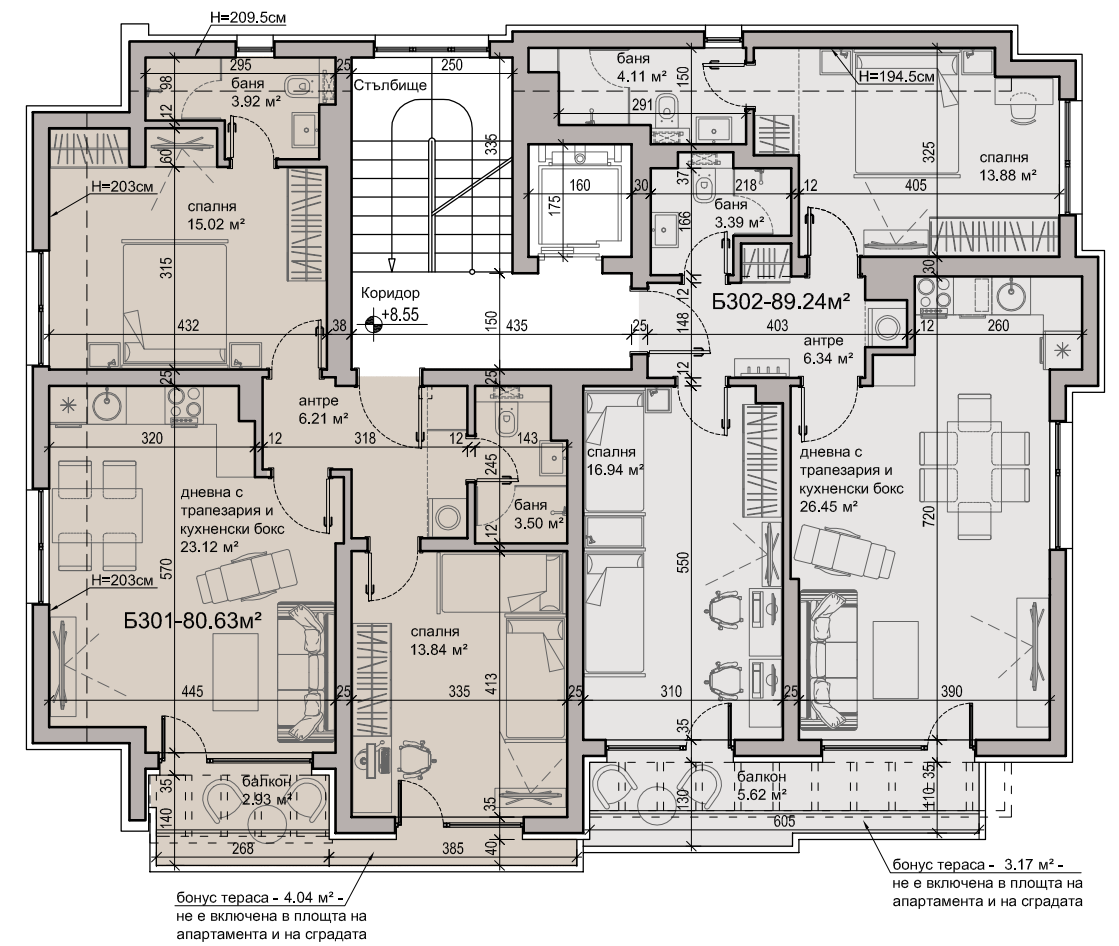 H=209.5см
295
25
250
98
баня
3.92 м²
12
Стълбище
335
60
H=203см
спалня
15.02 м²
315
432
38
Коридор
+8.55
150
435
25
160
175
30
баня
4.11 м²
150
291
H=194.5см
325
спалня
13.88 м²
37
218
12
405
баня
3.39 м²
166
30
12
Б302-89.24м²
148
403
12
260
антре
6.34 м²
12
25
антре
6.21 м²
25
320
12
318
12
143
245
баня
3.50 м²
12
дневна с
трапезария и
кухненски бокс
23.12 м²
570
H=203см
Б301-80.63м²
спалня
13.84 м²
413
445
25
335
25
спалня
16.94 м²
550
310
25
390
дневна с
трапезария и
кухненски бокс
26.45 м²
720
35
балкон
2.93 м²
140
35
40
268
385
35
130
балкон
5.62 м²
35
110
605
бонус тераса - 4.04 м² -
не е включена в площта на
апартамента и на сградата
бонус тераса - 3.17 м² -
не е включена в площта на
апартамента и на сградата